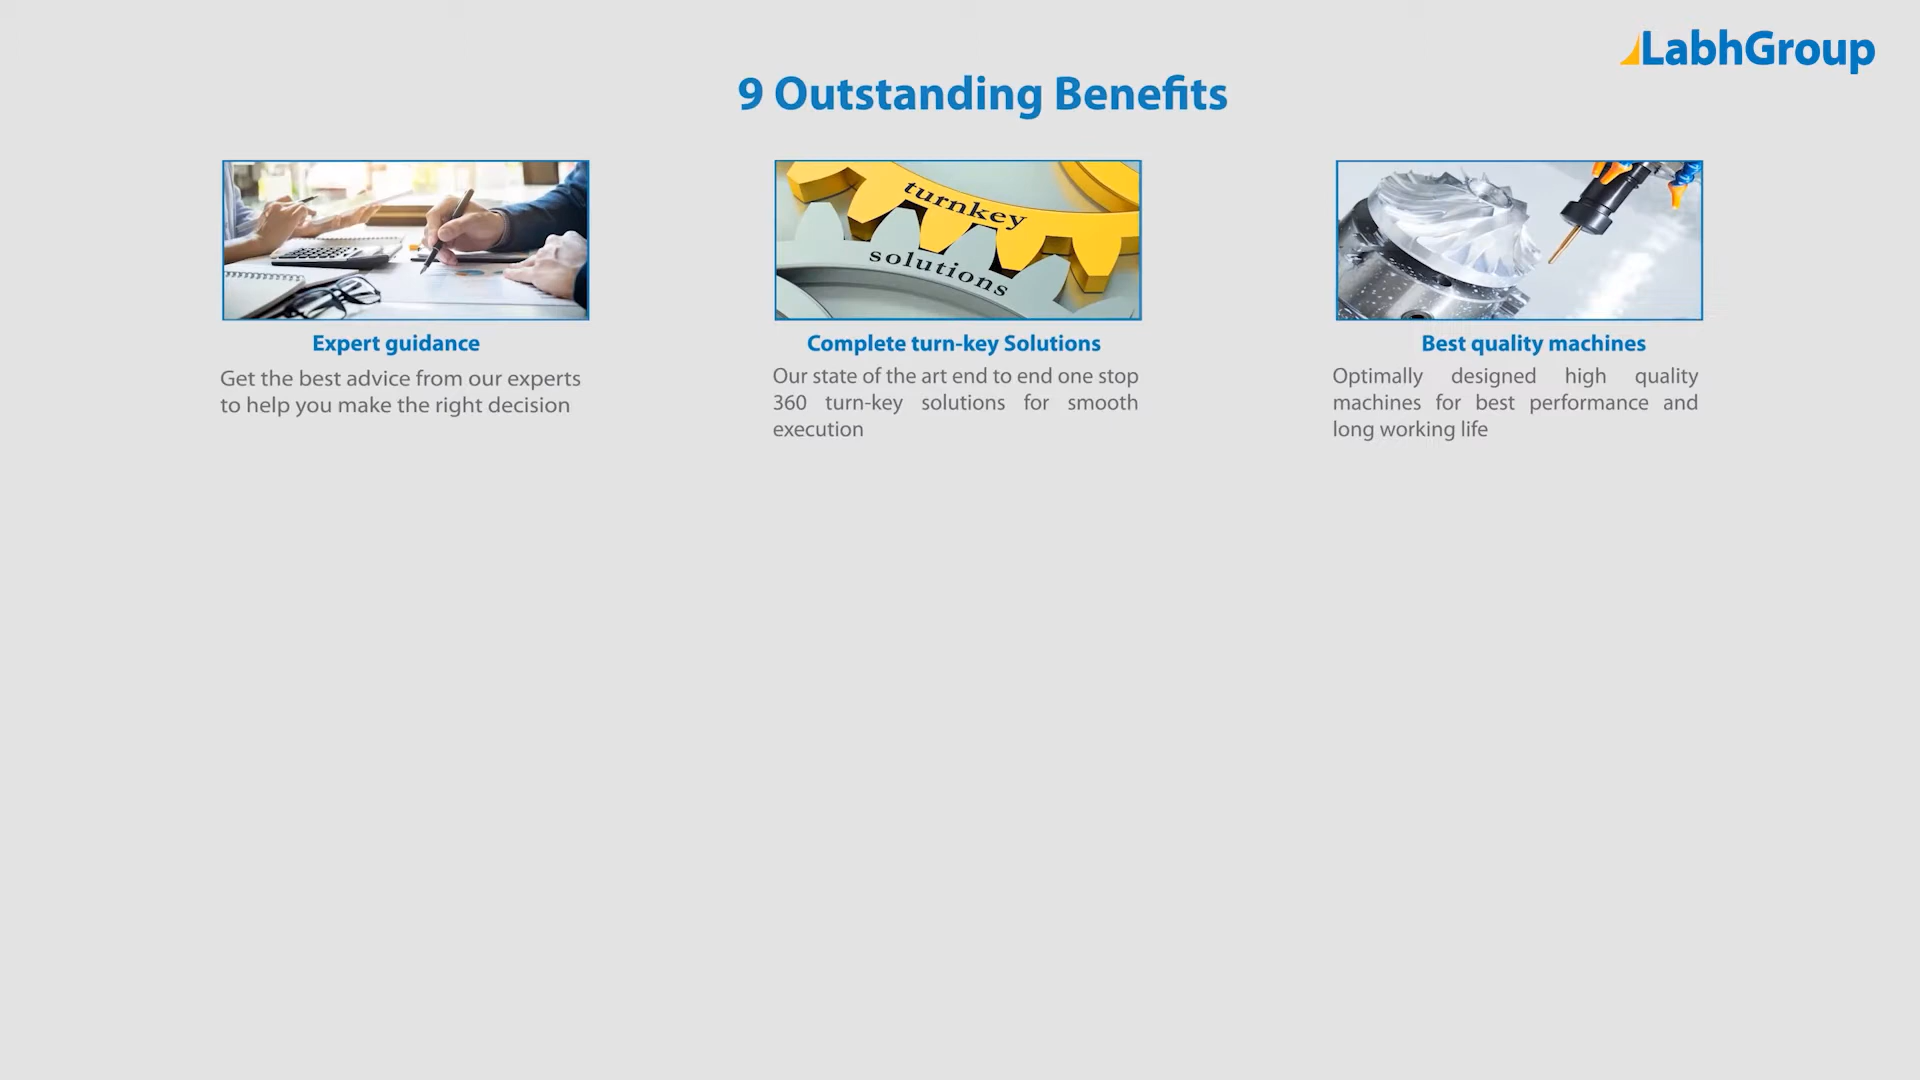 LabhGroup
9 Outstanding Benefits
turnkey
solutions
Expert guidance
Get the best advice from our experts
to help you make the right decision
Complete turn-key Solutions
Our state of the art end to end one stop
360 turn-key solutions for smooth
execution
Best quality machines
Optimally designed high quality
machines for best performance and
long working life